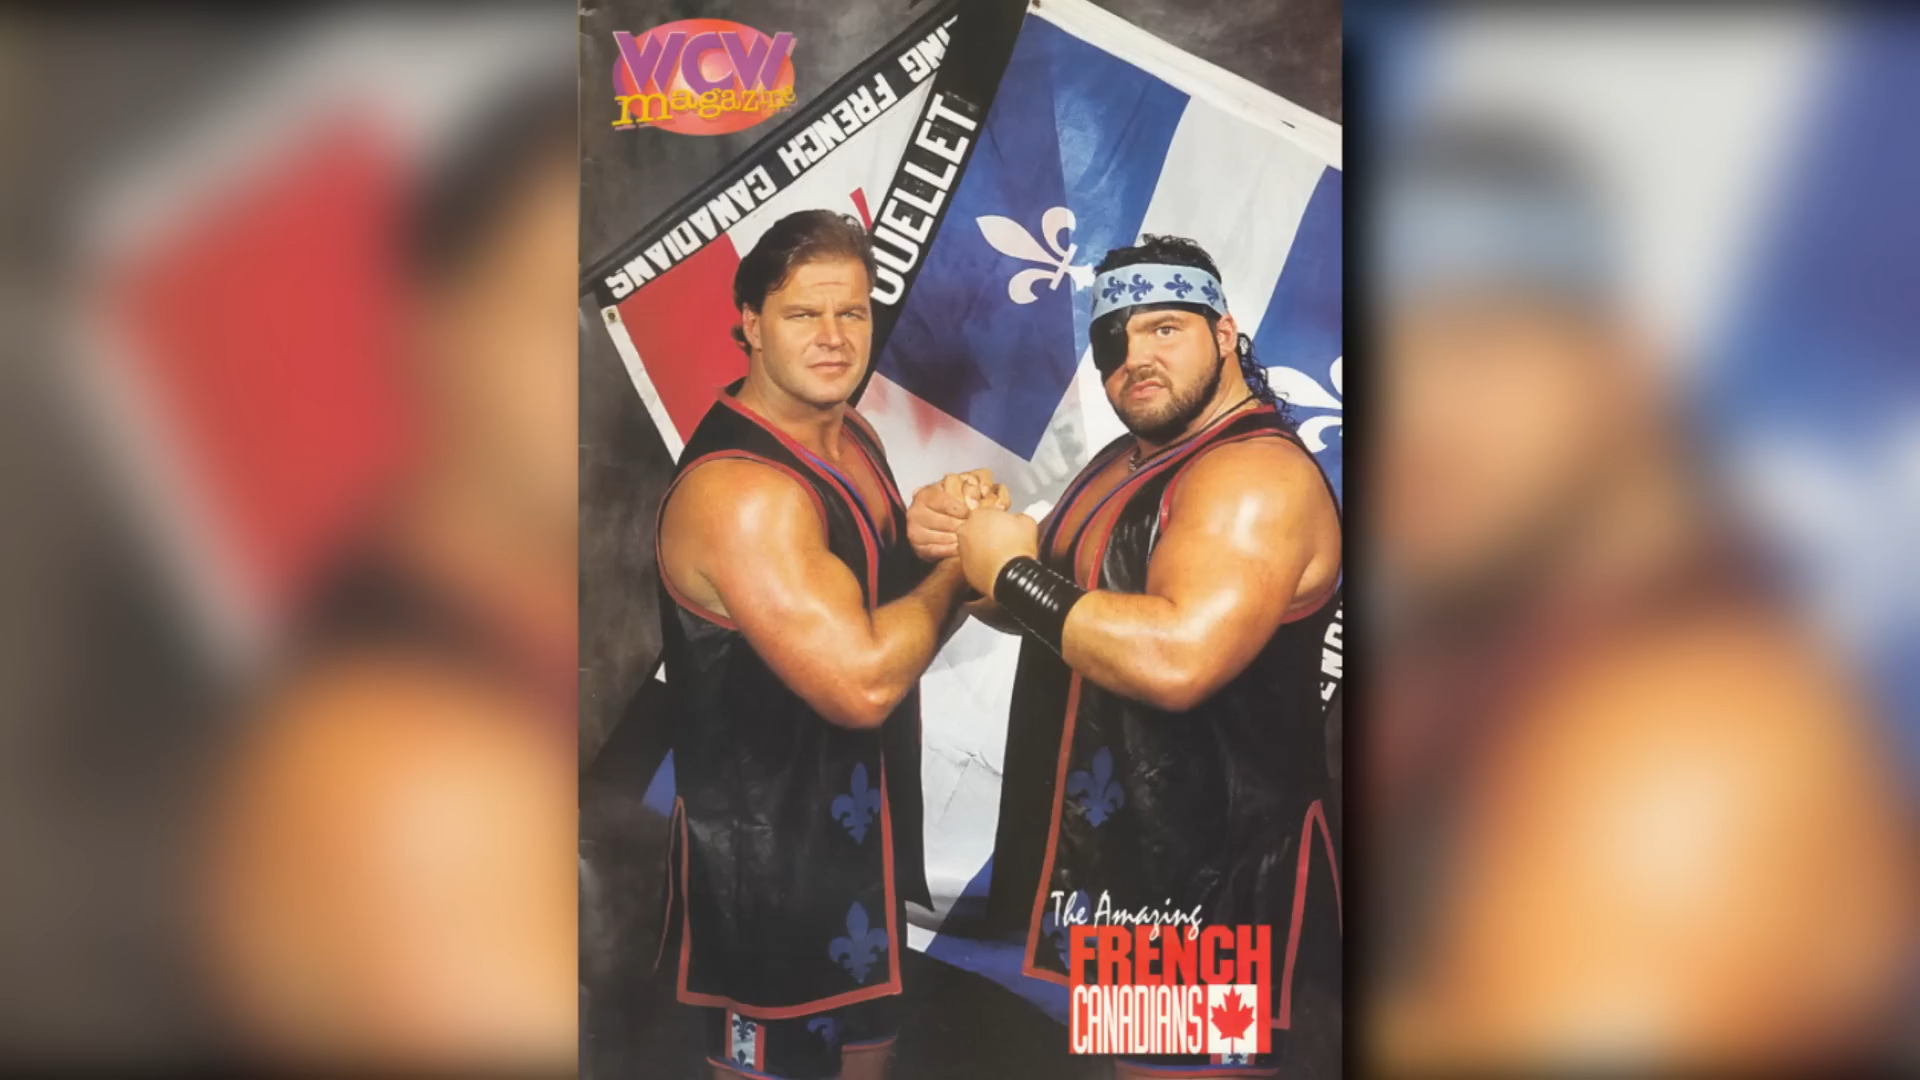 WCW
magazine
FRENCH CANADIANS
OUELLET
The Amazing
FRENCH
CANADIANS